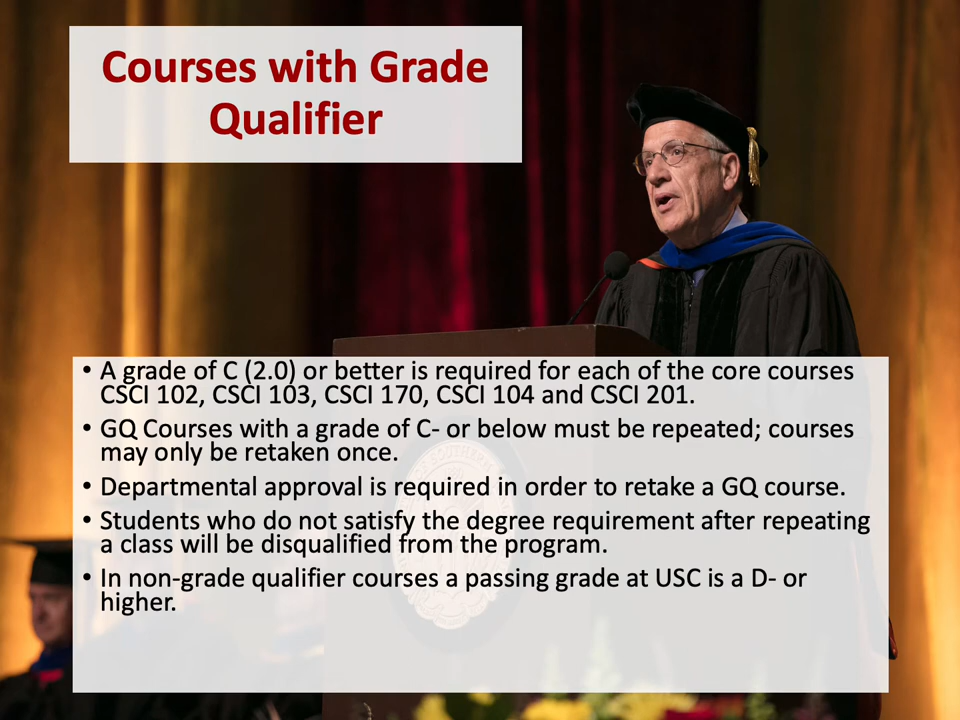 Courses with Grade
Qualifier
• A grade of C (2.0) or better is required for each of the core courses
CSCI 102, CSCI 103, CSCI 170, CSCI 104 and CSCI 201.
• GQ Courses with a grade of C- or below must be repeated; courses
may only be retaken once.
• Departmental approval is required in order to retake a GQ course.
• Students who do not satisfy the degree requirement after repeating
a class will be disqualified from the program.
• In non-grade qualifier courses a passing grade at USC is a D- or
higher.